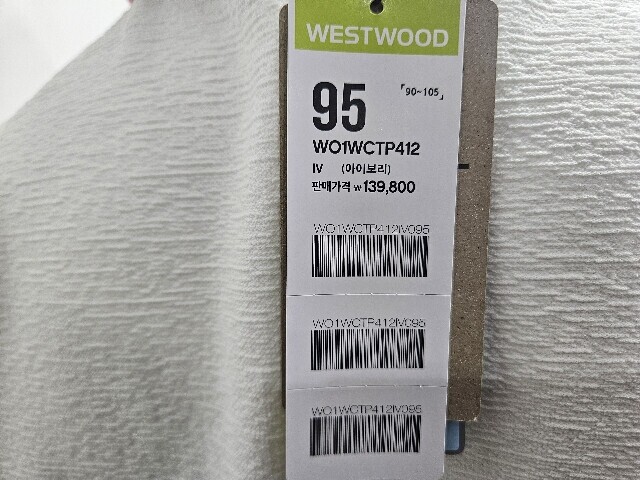 WESTWOOD
95 「90~105」
WO1WCTP412
IV (아이보리)
판매가격 ₩139,800
WO1WCTP412IV095
WO1WCTP412IV095
WO1WCTP412IV095